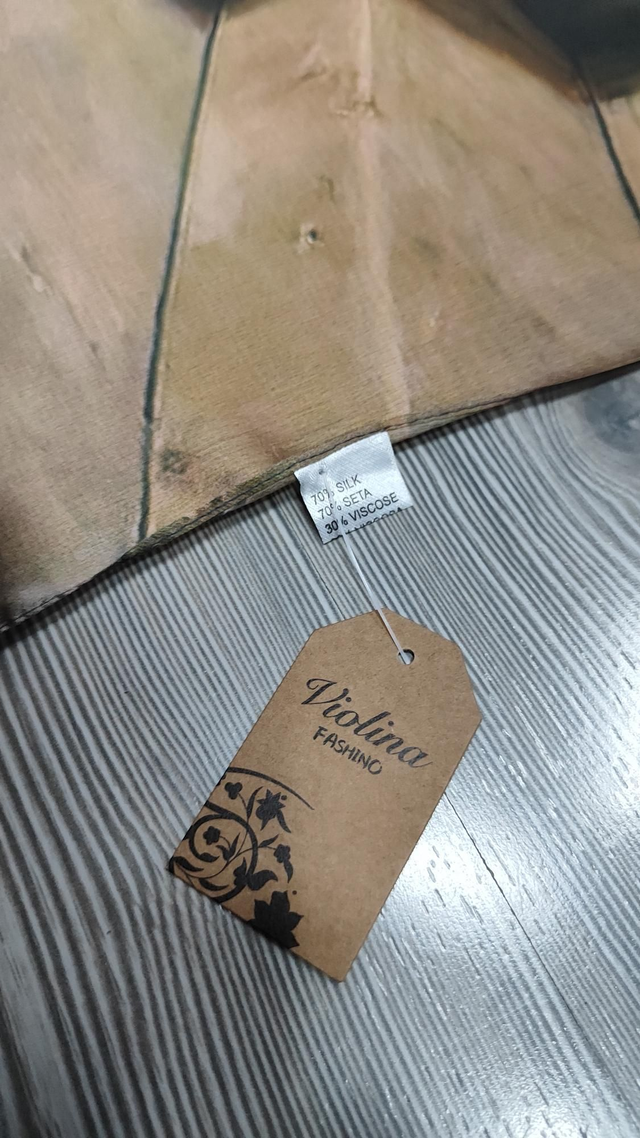 70% SILK
70% SETA
30% VISCOSE
Violina
FASHINO